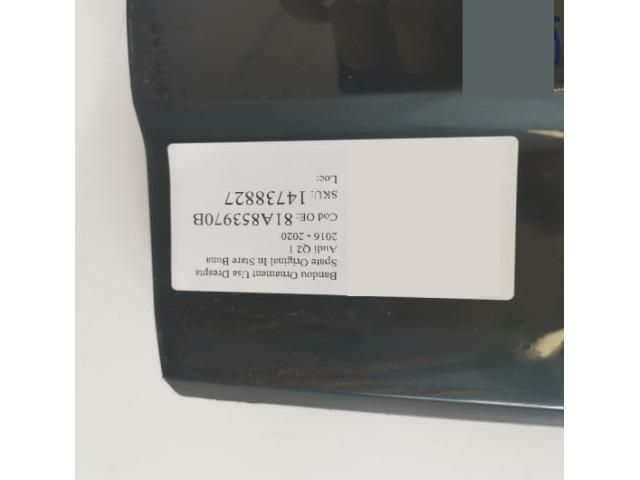 Bandou Ornament Usa Dreapta
Spate Original In Stare Buna
Audi Q2 1
2016 - 2020
Cod OE: 81A853970B
SKU: 14738827
Loc: